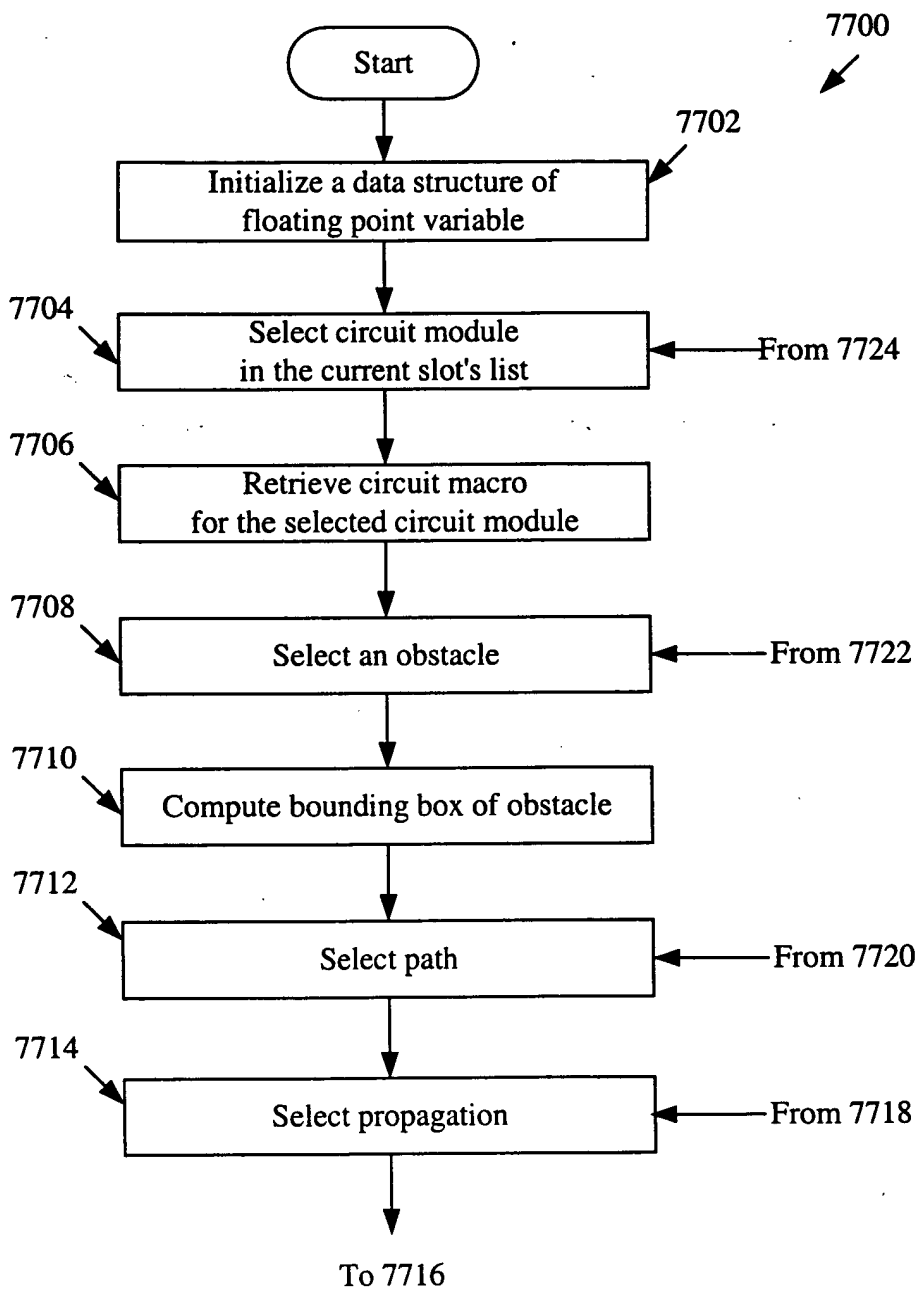 7700
Start
7702
Initialize a data structure of
floating point variable
7704
Select circuit module
in the current slot's list
From 7724
7706
Retrieve circuit macro
for the selected circuit module
7708
Select an obstacle
From 7722
7710
Compute bounding box of obstacle
7712
Select path
From 7720
7714
Select propagation
From 7718
To 7716